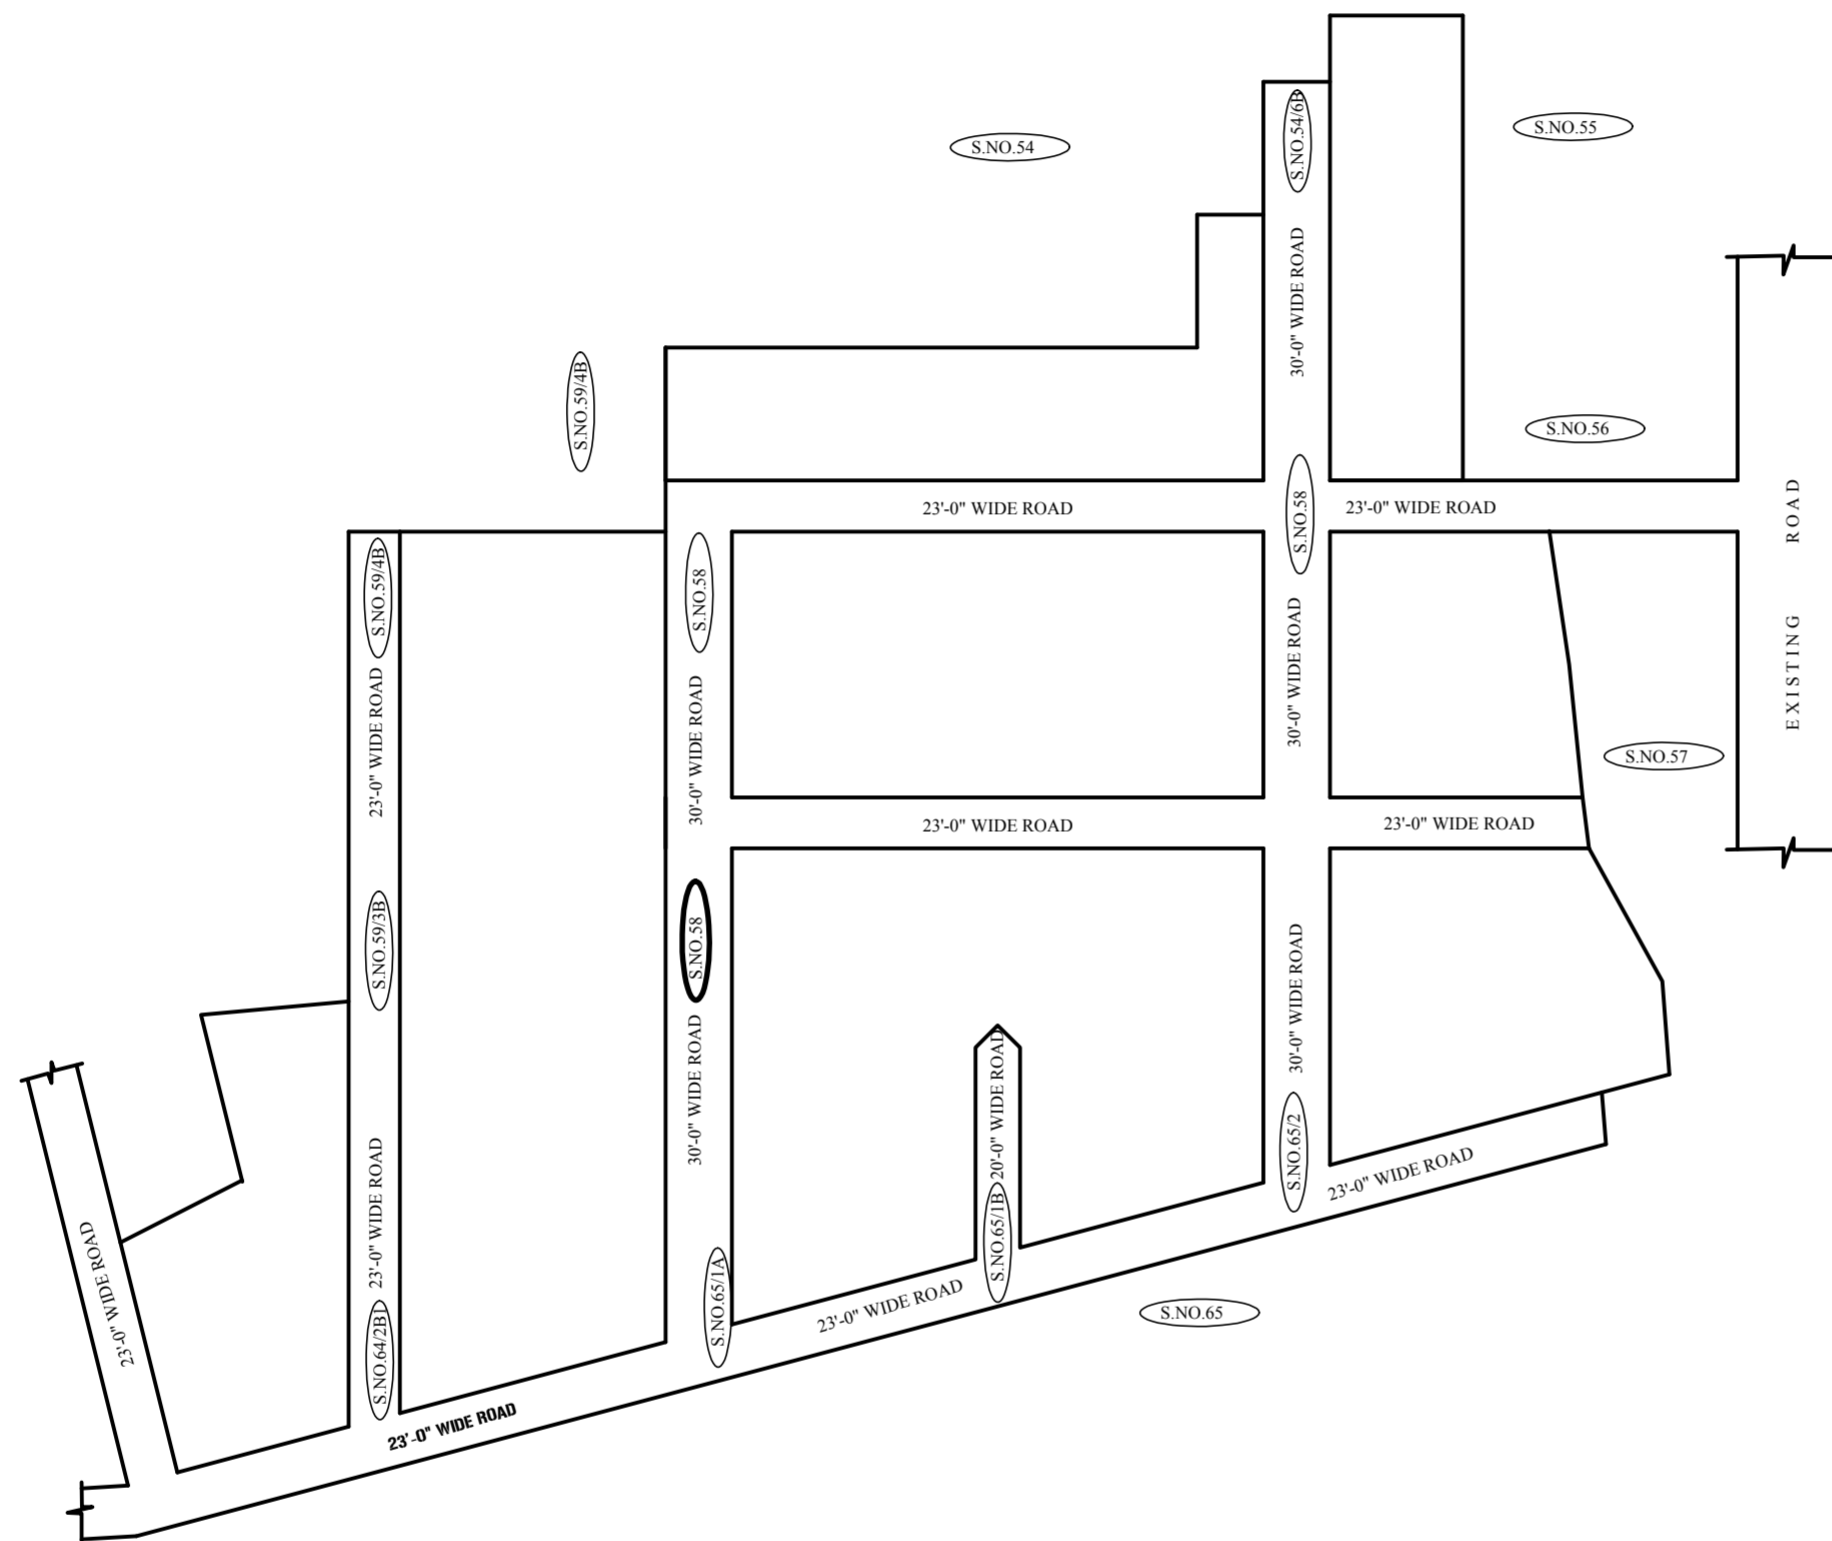 S.NO.54
S.NO.54/6B
S.NO.55
30'-0" WIDE ROAD
S.NO.59/4B
S.NO.56
23'-0" WIDE ROAD
S.NO.58
23'-0" WIDE ROAD
EXISTING ROAD
S.NO.59/4B
S.NO.58
23'-0" WIDE ROAD
30'-0" WIDE ROAD
30'-0" WIDE ROAD
S.NO.57
23'-0" WIDE ROAD
23'-0" WIDE ROAD
S.NO.59/3B
S.NO.58
30'-0" WIDE ROAD
30'-0" WIDE ROAD
20'-0" WIDE ROAD
S.NO.65/2
23'-0" WIDE ROAD
23'-0" WIDE ROAD
23'-0" WIDE ROAD
S.NO.65/1B
S.NO.65/1A
23'-0" WIDE ROAD
S.NO.65
S.NO.64/2B1
23'-0" WIDE ROAD